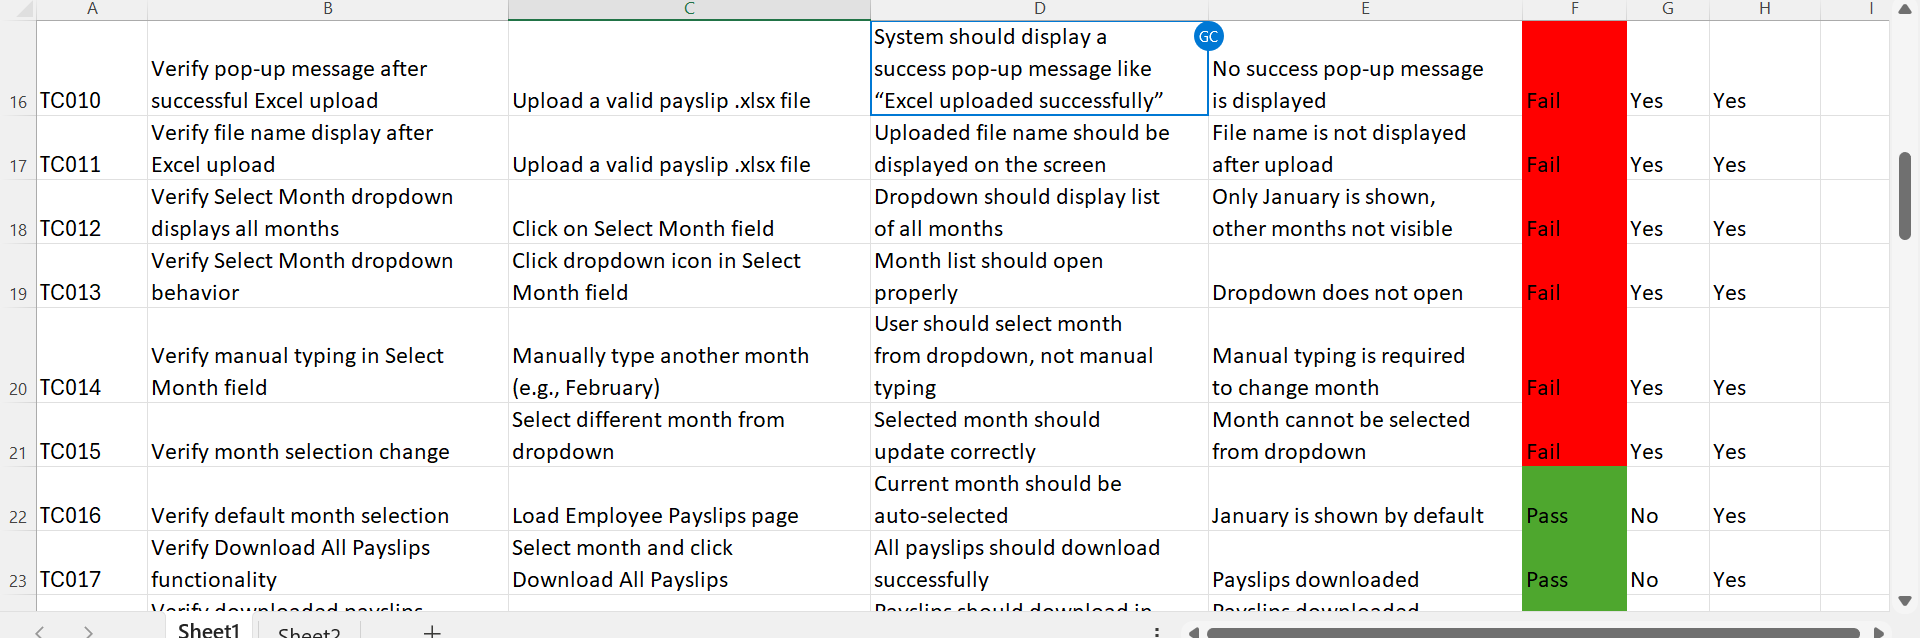 A B C D E F G H I
System should display a
GC
Verify pop-up message after
success pop-up message like
No success pop-up message
16 TC010 successful Excel upload Upload a valid payslip .xlsx file “Excel uploaded successfully” is displayed Fail Yes Yes
Verify file name display after Uploaded file name should be File name is not displayed
17 TC011 Excel upload Upload a valid payslip .xlsx file displayed on the screen after upload Fail Yes Yes
Verify Select Month dropdown Dropdown should display list Only January is shown,
18 TC012 displays all months Click on Select Month field of all months other months not visible Fail Yes Yes
Verify Select Month dropdown Click dropdown icon in Select Month list should open
19 TC013 behavior Month field properly Dropdown does not open Fail Yes Yes
User should select month
Verify manual typing in Select Manually type another month from dropdown, not manual Manual typing is required
20 TC014 Month field (e.g., February) typing to change month Fail Yes Yes
Select different month from Selected month should Month cannot be selected
21 TC015 Verify month selection change dropdown update correctly from dropdown Fail Yes Yes
Current month should be
22 TC016 Verify default month selection Load Employee Payslips page auto-selected January is shown by default Pass No Yes
Verify Download All Payslips Select month and click All payslips should download
23 TC017 functionality Download All Payslips successfully Payslips downloaded Pass No Yes
Verify downloaded payslips Payslips should download in Payslips downloaded
Sheet1 Sheet2